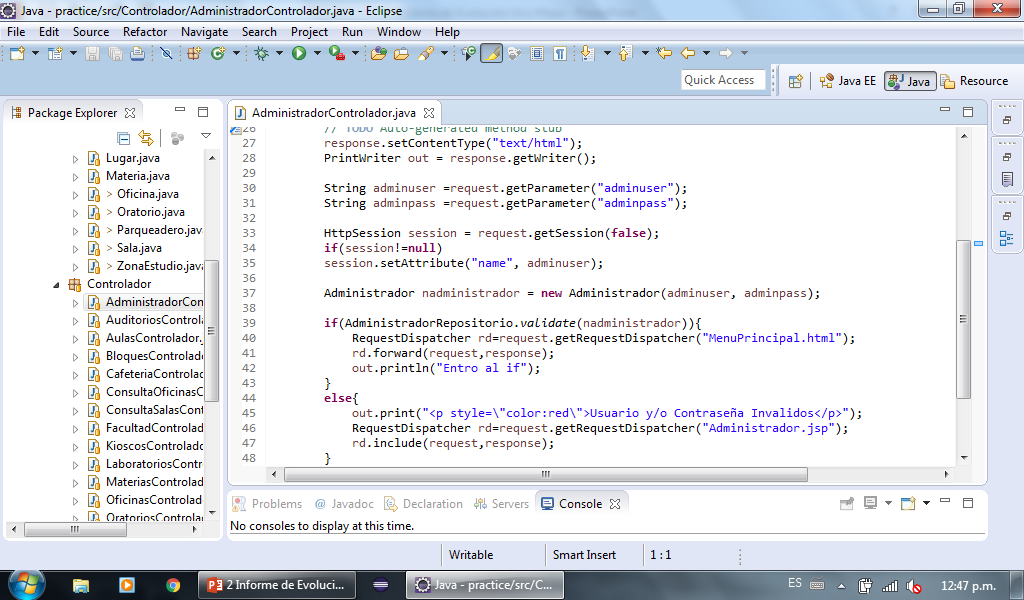 Java - practice/src/Controlador/AdministradorControlador.java - Eclipse
File Edit Source Refactor Navigate Search Project Run Window Help
Quick Access
Java EE
Java
Resource
Package Explorer
Lugar.java
Materia.java
> Oficina.java
> Oratorio.java
> Parqueadero.java
> Sala.java
> ZonaEstudio.java
Controlador
AdministradorCon
AuditoriosControla
AulasControlador.
BloquesControlado
CafeteriaControlac
ConsultaOficinasC
ConsultaSalasCont
FacultadControlad
KioscosControlado
LaboratoriosContr
MateriasControlad
OficinasControlad
OratoriosControla
AdministradorControlador.java
26 // TODO Auto-generated method stub
27 response.setContentType("text/html");
28 PrintWriter out = response.getWriter();
29
30 String adminuser =request.getParameter("adminuser");
31 String adminpass =request.getParameter("adminpass");
32
33 HttpSession session = request.getSession(false);
34 if(session!=null)
35 session.setAttribute("name", adminuser);
36
37 Administrador nadministrador = new Administrador(adminuser, adminpass);
38
39 if(AdministradorRepositorio.validate(nadministrador)){
40 RequestDispatcher rd=request.getRequestDispatcher("MenuPrincipal.html");
41 rd.forward(request,response);
42 out.println("Entro al if");
43 }
44 else{
45 out.print("<p style=\"color:red\">Usuario y/o Contraseña Invalidos</p>");
46 RequestDispatcher rd=request.getRequestDispatcher("Administrador.jsp");
47 rd.include(request,response);
48 }
Problems @ Javadoc Declaration Servers Console
No consoles to display at this time.
Writable Smart Insert 1 : 1
2 Informe de Evoluci...
Java - practice/src/C...
ES
12:47 p.m.